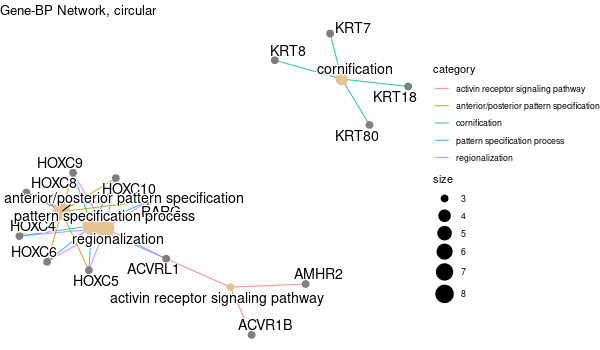 Gene-BP Network, circular
KRT7
KRT8
cornification
KRT18
KRT80
category
activin receptor signaling pathway
anterior/posterior pattern specification
cornification
pattern specification process
regionalization
size
3
4
5
6
7
8
HOXC9
HOXC8
HOXC10
anterior/posterior pattern specification
RARG
pattern specification process
HOXC4
regionalization
HOXC6
HOXC5
ACVRL1
AMHR2
activin receptor signaling pathway
ACVR1B